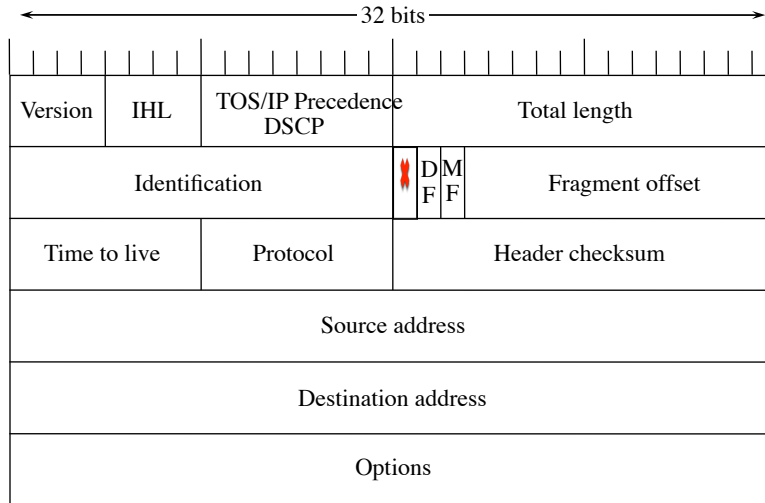 32 bits
Version IHL TOS/IP Precedence Total length
DSCP
Identification D M Fragment offset
F F
Time to live Protocol Header checksum
Source address
Destination address
Options